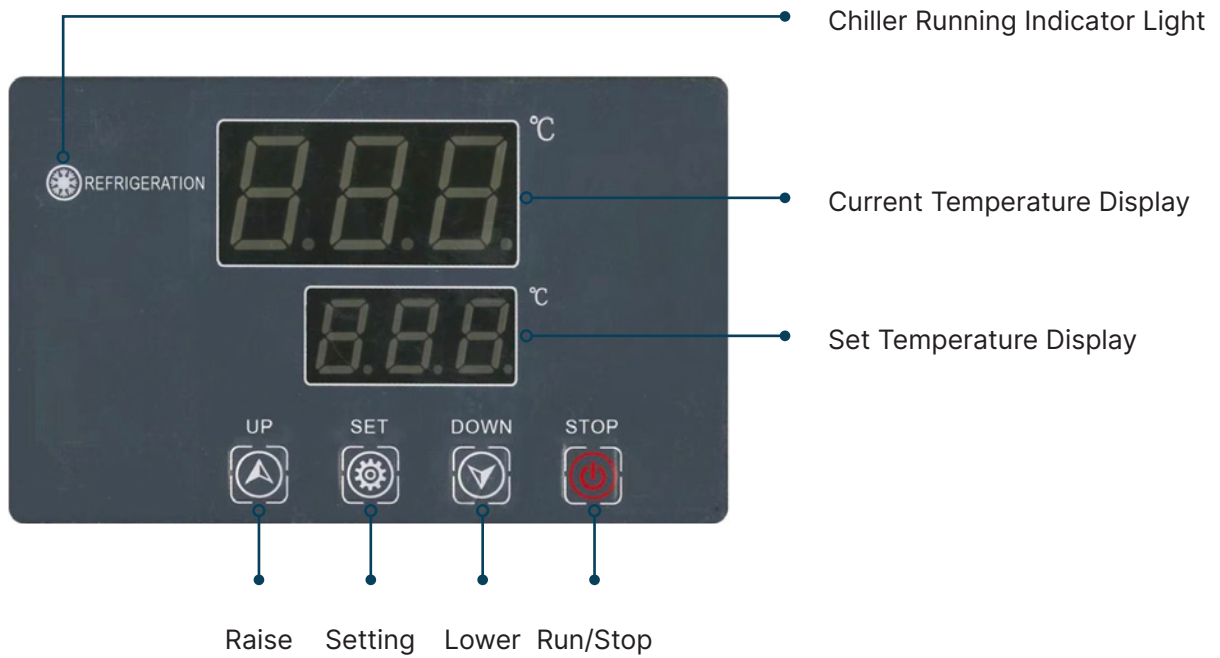 Chiller Running Indicator Light
℃
REFRIGERATION
Current Temperature Display
℃
Set Temperature Display
UP SET DOWN STOP
Raise Setting Lower Run/Stop